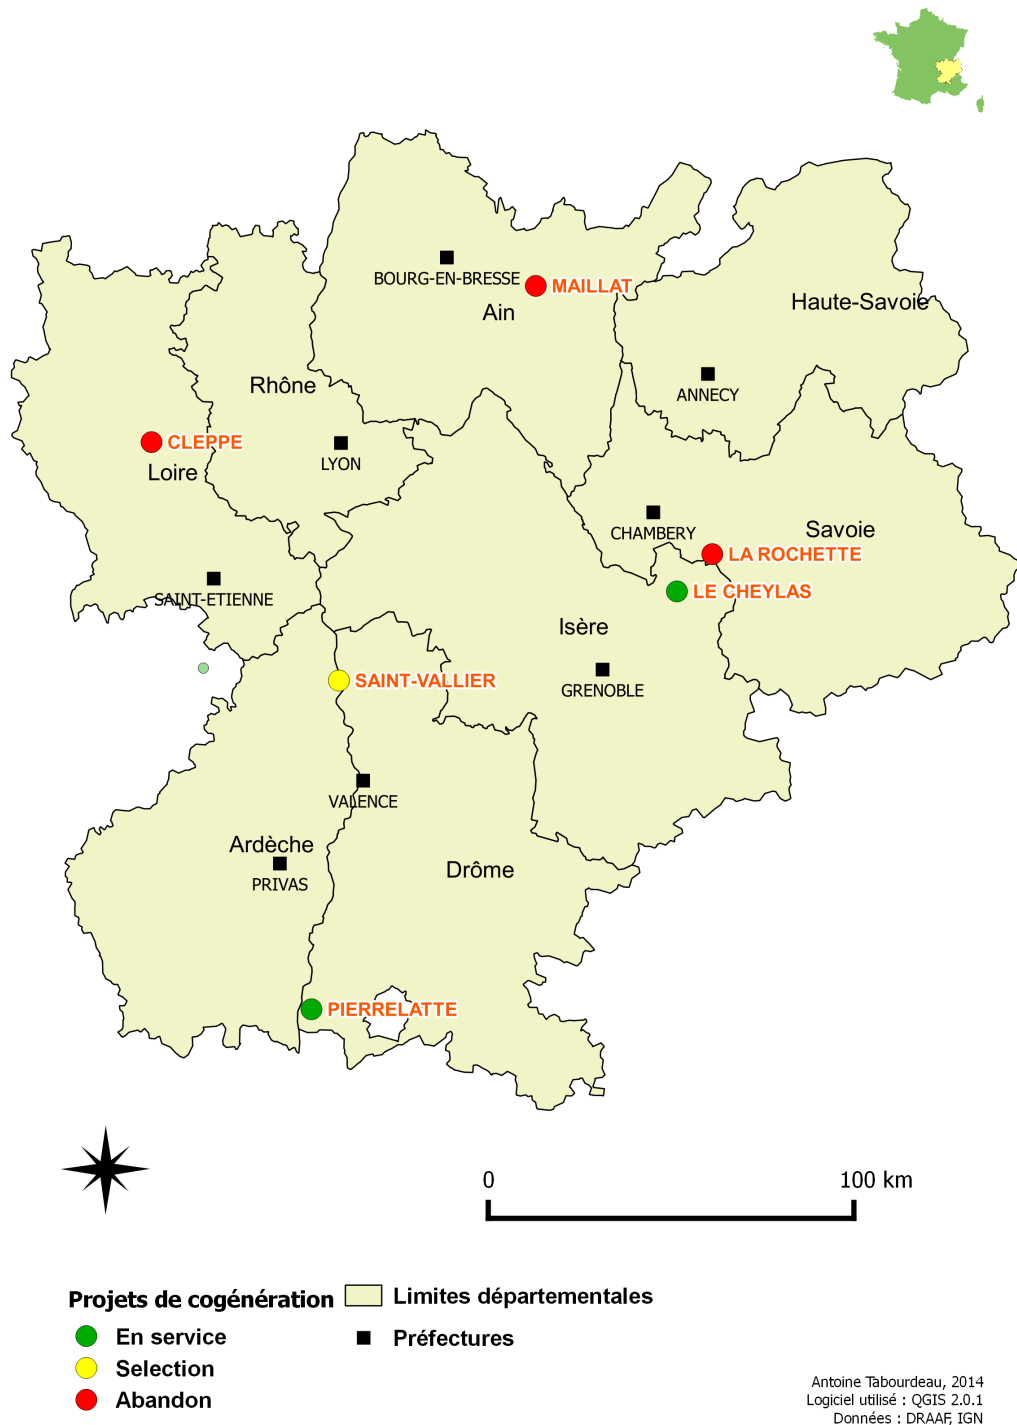 BOURG-EN-BRESSE
MAILLAT
Ain
Haute-Savoie
Rhône
ANNECY
CLEPPE
LYON
Loire
CHAMBERY
Savoie
LA ROCHETTE
SAINT-ETIENNE
LE CHEYLAS
Isère
SAINT-VALLIER
GRENOBLE
VALENCE
Ardèche
PRIVAS
Drôme
PIERRELATTE
0 100 km
Projets de cogénération
En service
Selection
Abandon
Limites départementales
Préfectures
Antoine Tabourdeau, 2014
Logiciel utilisé : QGIS 2.0.1
Données : DRAAF, IGN